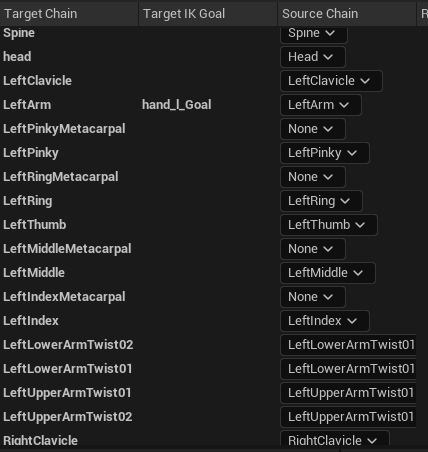 Target Chain Target IK Goal Source Chain R
Spine Spine
head Head
LeftClavicle LeftClavicle
LeftArm hand_l_Goal LeftArm
LeftPinkyMetacarpal None
LeftPinky LeftPinky
LeftRingMetacarpal None
LeftRing LeftRing
LeftThumb LeftThumb
LeftMiddleMetacarpal None
LeftMiddle LeftMiddle
LeftIndexMetacarpal None
LeftIndex LeftIndex
LeftLowerArmTwist02 LeftLowerArmTwist01
LeftLowerArmTwist01 LeftLowerArmTwist01
LeftUpperArmTwist01 LeftUpperArmTwist01
LeftUpperArmTwist02 LeftUpperArmTwist01
RightClavicle RightClavicle